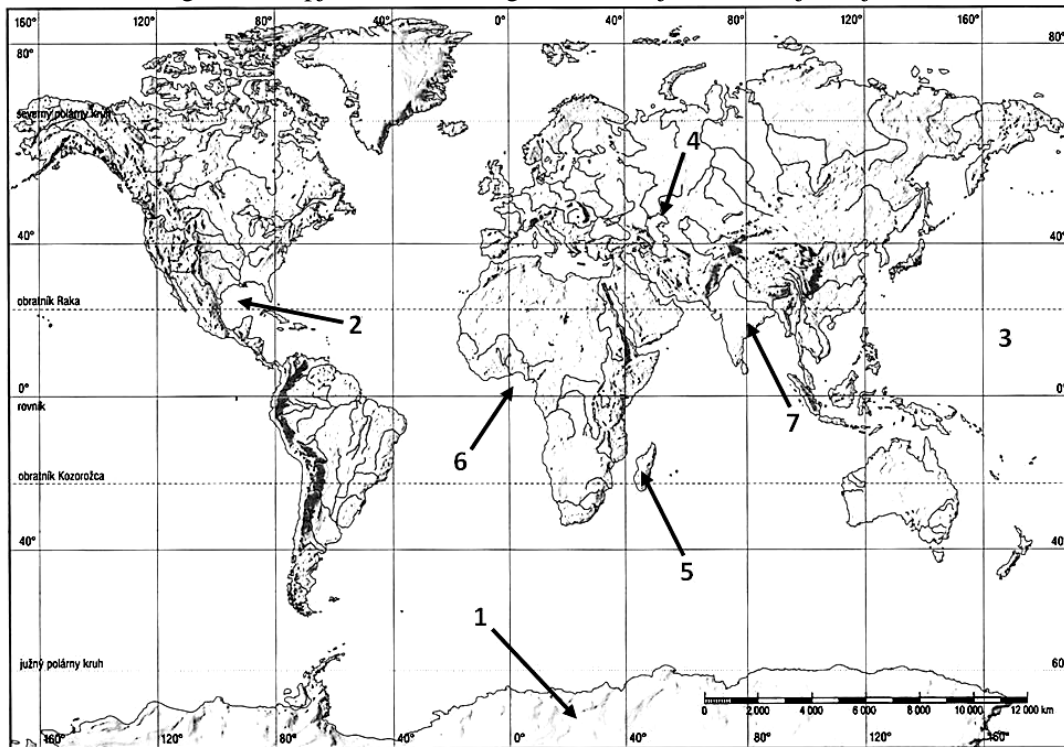 160° 120° 80° 40° 0° 40° 80° 120° 160°
80° 80°
severný polárny kruh
4
40° 40°
obratník Raka
2
3
7
0° 0°
rovník
6
obratník Kozorožca
5
40° 40°
1
južný polárny kruh
60°
0 2 000 4 000 6 000 8 000 10 000 12 000 km
160° 120° 80° 40° 0° 40° 80° 120° 160°